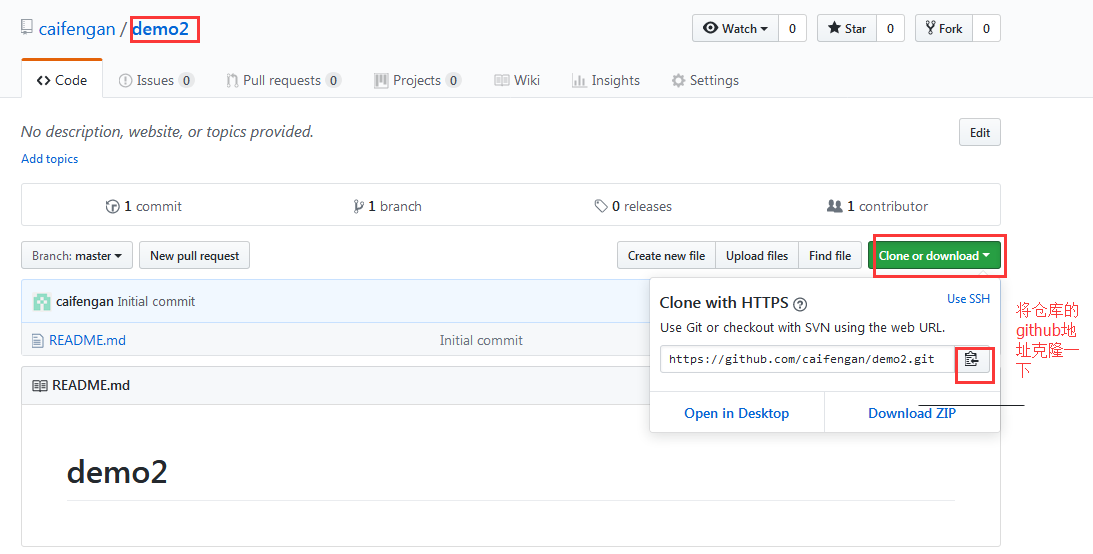 caifengan / demo2
Watch 0 Star 0 Fork 0
Code Issues 0 Pull requests 0 Projects 0 Wiki Insights Settings
No description, website, or topics provided.
Edit
Add topics
1 commit 1 branch 0 releases 1 contributor
Branch: master New pull request Create new file Upload files Find file Clone or download
caifengan Initial commit
README.md Initial commit
README.md
demo2
Clone with HTTPS ? Use SSH
Use Git or checkout with SVN using the web URL.
https://github.com/caifengan/demo2.git
Open in Desktop Download ZIP
将仓库的
github地
址克隆一
下